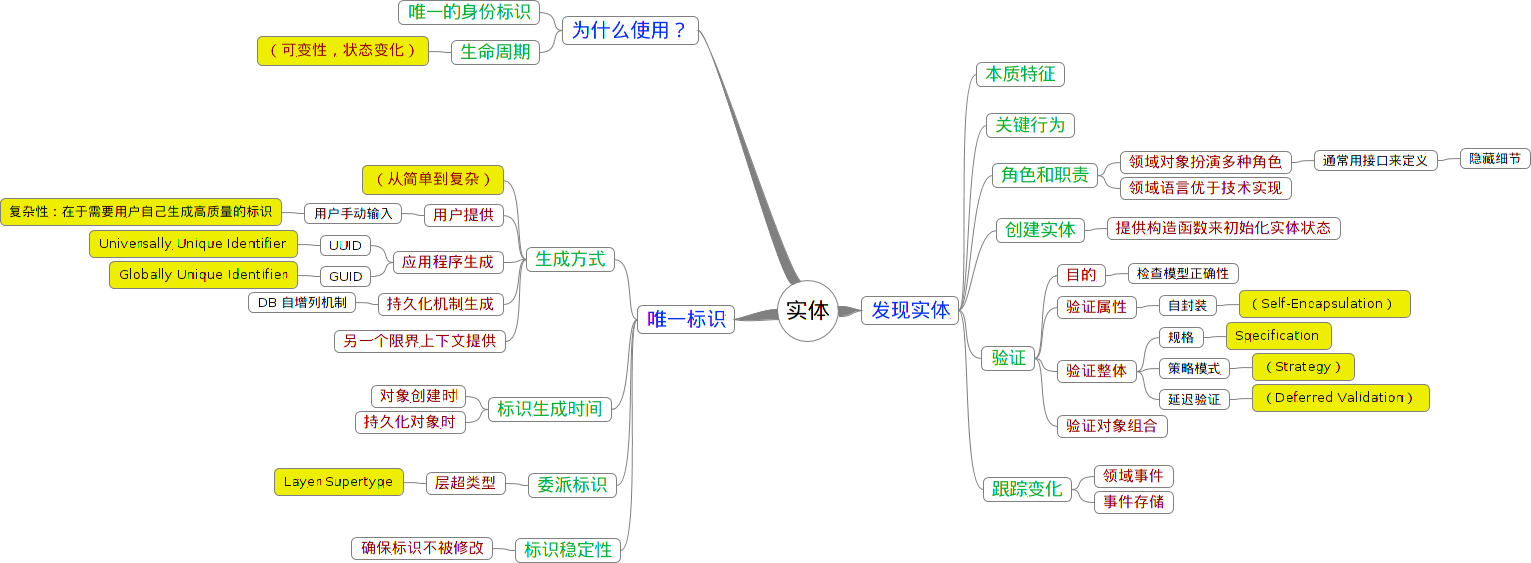 实体
为什么使用？
唯一的身份标识
生命周期
（可变性，状态变化）
唯一标识
生成方式
（从简单到复杂）
用户提供
用户手动输入
复杂性：在于需要用户自己生成高质量的标识
应用程序生成
UUID
Universally Unique Identifier
GUID
Globally Unique Identifier
持久化机制生成
DB 自增列机制
另一个限界上下文提供
标识生成时间
对象创建时
持久化对象时
委派标识
层超类型
Layer Supertype
标识稳定性
确保标识不被修改
发现实体
本质特征
关键行为
角色和职责
领域对象扮演多种角色
通常用接口来定义
隐藏细节
领域语言优于技术实现
创建实体
提供构造函数来初始化实体状态
验证
目的
检查模型正确性
验证属性
自封装
（Self-Encapsulation）
验证整体
规格
Specification
策略模式
（Strategy）
延迟验证
（Deferred Validation）
验证对象组合
跟踪变化
领域事件
事件存储